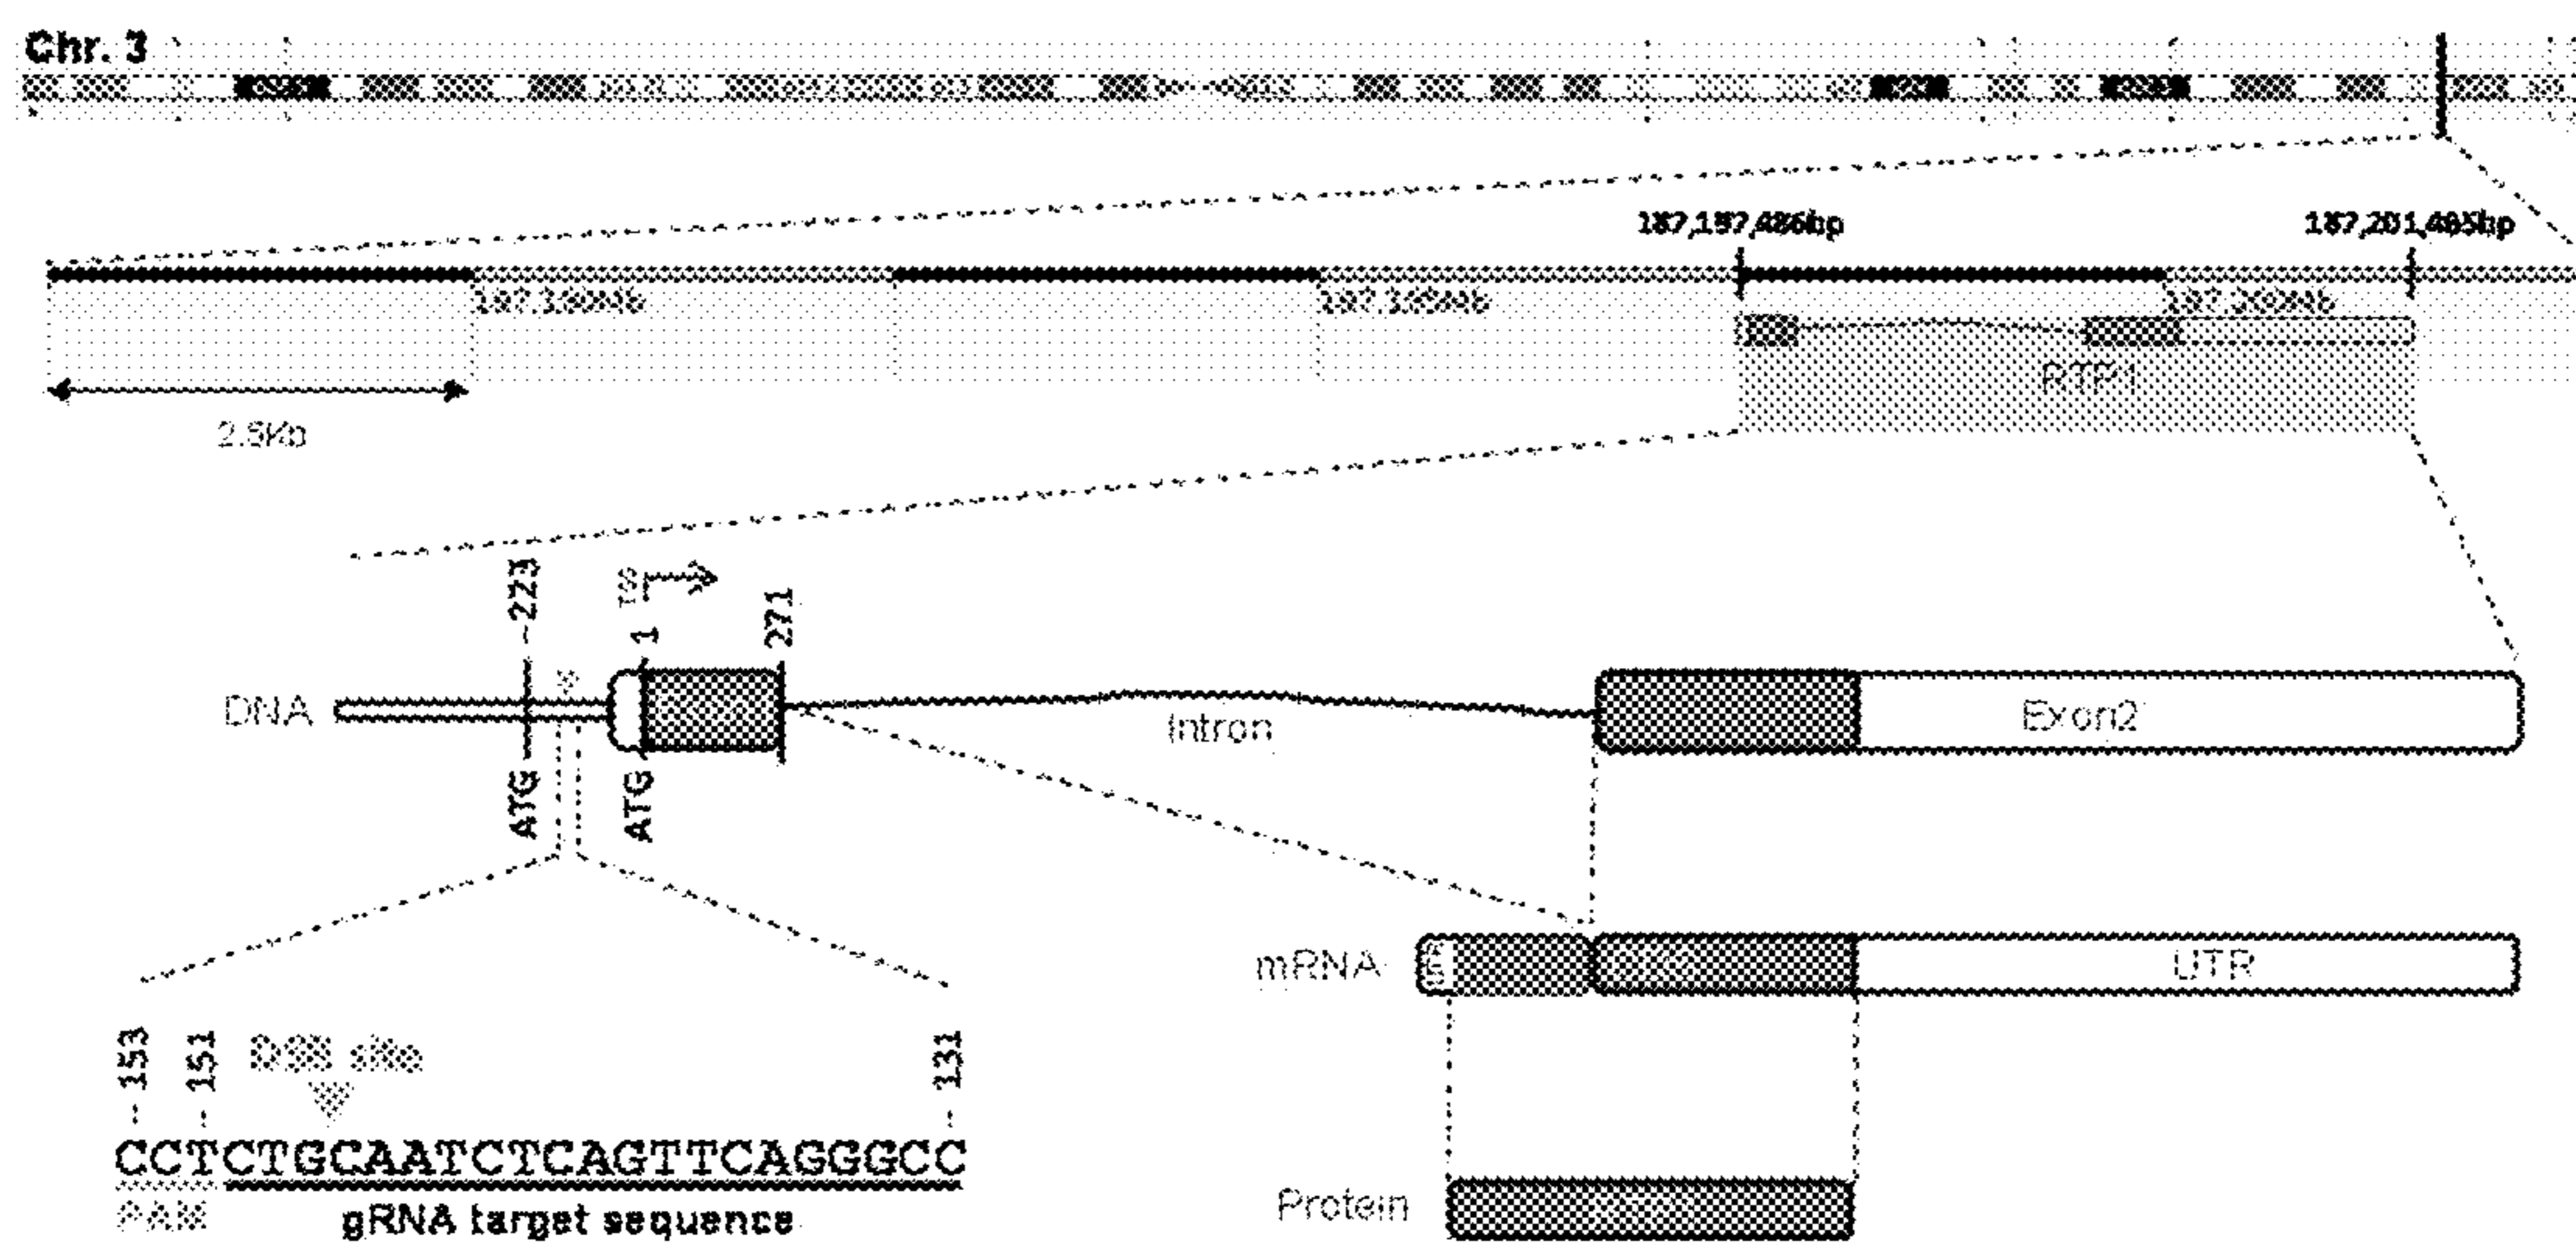 Chr. 3
187,197,486bp
187,201,485bp
2.5Kb
RTP1
-223
1
271
DNA
Intron
Exon2
ATG
ATG
mRNA
UTR
153
151
DSB site
131
CCTCTGCAATCTCAGTTCAGGGCC
PAM
gRNA target sequence
Protein